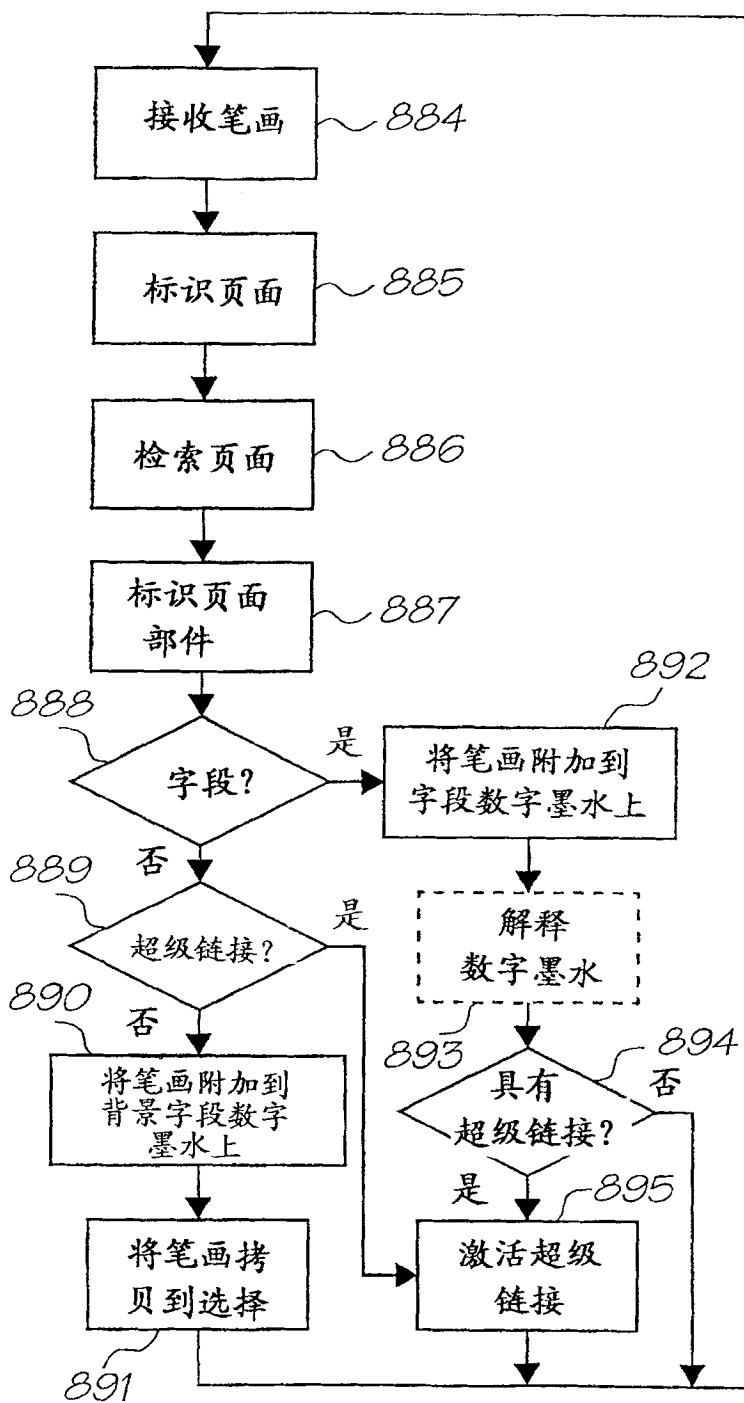 接收笔画
884
标识页面
885
检索页面
886
标识页面
部件
887
888
字段？
是
892
将笔画附加到
字段数字墨水上
否
889
超级链接？
是
解释
数字墨水
893
890
否
894
具有
超级链接？
否
将笔画附加到
背景字段数字
墨水上
是
895
将笔画拷
贝到选择
891
激活超级
链接